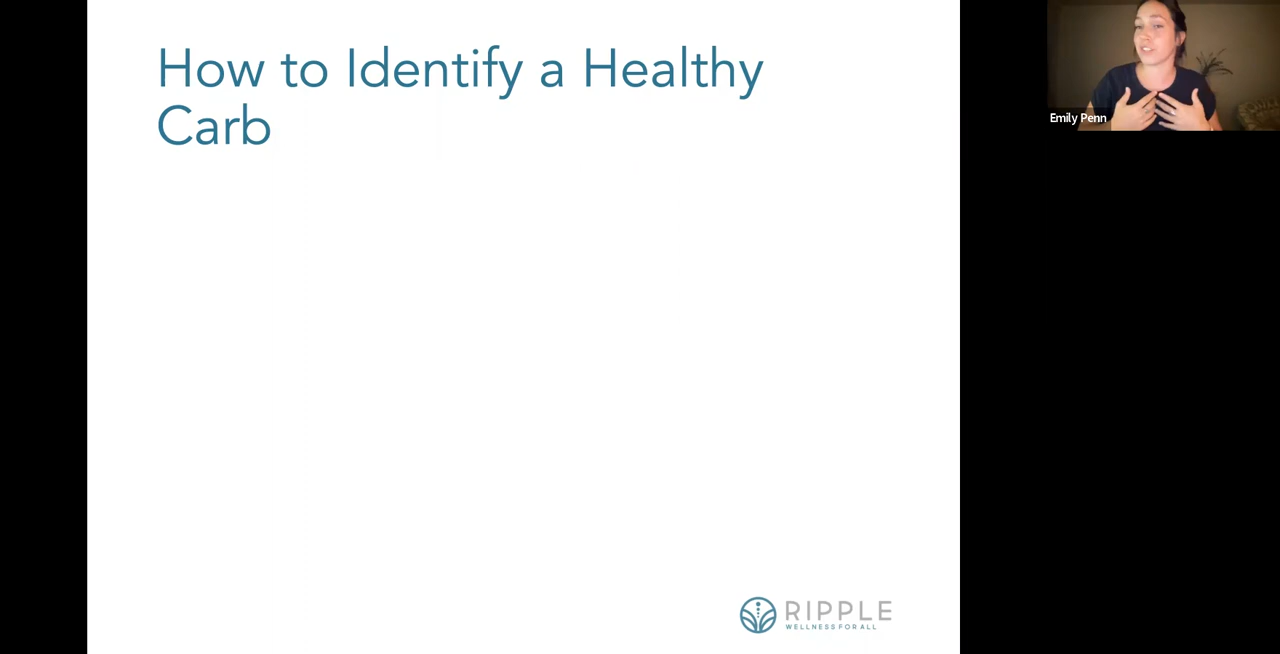 How to Identify a Healthy
Carb
Emily Penn
RIPPLE
WELLNESS FOR ALL